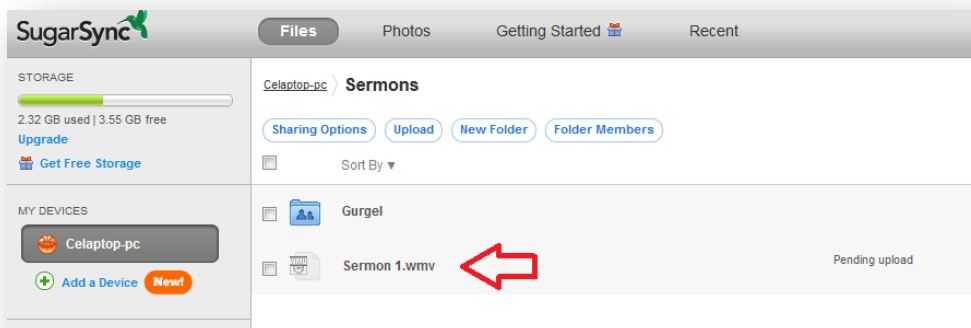 SugarSync
Files Photos Getting Started Recent
STORAGE
2.32 GB used | 3.55 GB free
Upgrade
Get Free Storage
MY DEVICES
Celaptop-pc
Add a Device New!
Celaptop-pc Sermons
Sharing Options Upload New Folder Folder Members
Sort By ▼
Gurgel
Sermon 1.wmv Pending upload